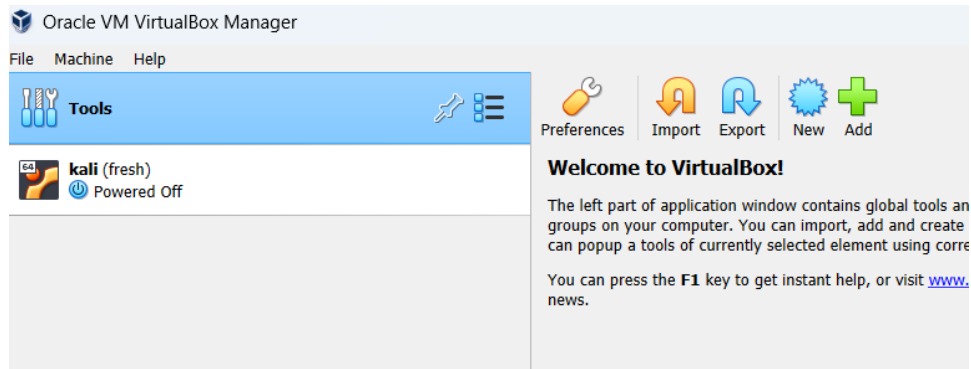 Oracle VM VirtualBox Manager
File Machine Help
Tools
Preferences Import Export New Add
64
kali (fresh)
Powered Off
Welcome to VirtualBox!
The left part of application window contains global tools an
groups on your computer. You can import, add and create
can popup a tools of currently selected element using corre
You can press the F1 key to get instant help, or visit www.
news.